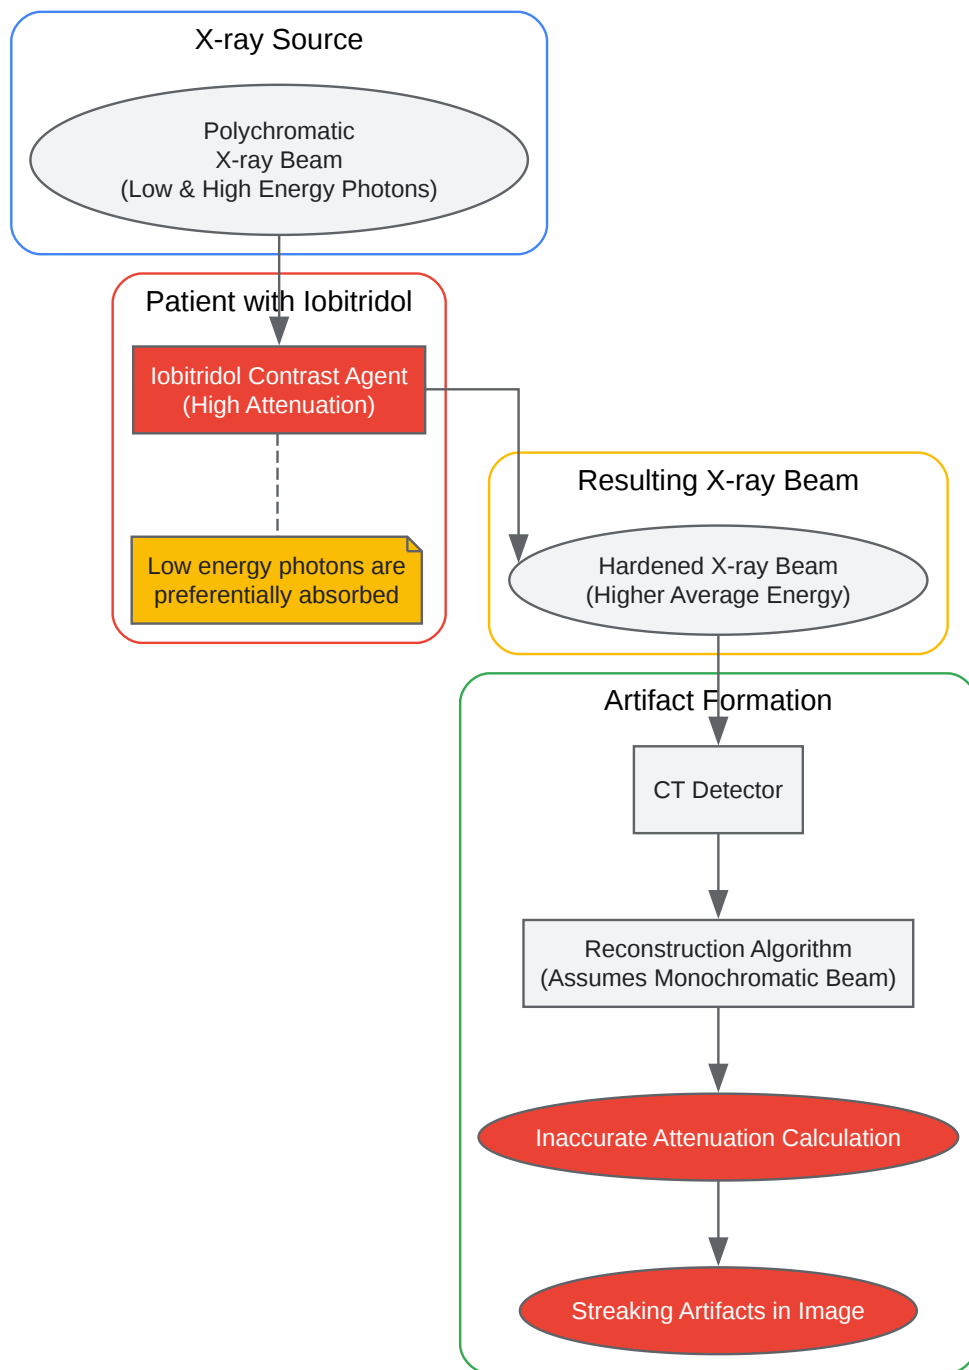 X-ray Source
Polychromatic
X-ray Beam
(Low & High Energy Photons)
Patient with Iobitridol
Iobitridol Contrast Agent
(High Attenuation)
Low energy photons are
preferentially absorbed
Resulting X-ray Beam
Hardened X-ray Beam
(Higher Average Energy)
Artifact Formation
CT Detector
Reconstruction Algorithm
(Assumes Monochromatic Beam)
Inaccurate Attenuation Calculation
Streaking Artifacts in Image